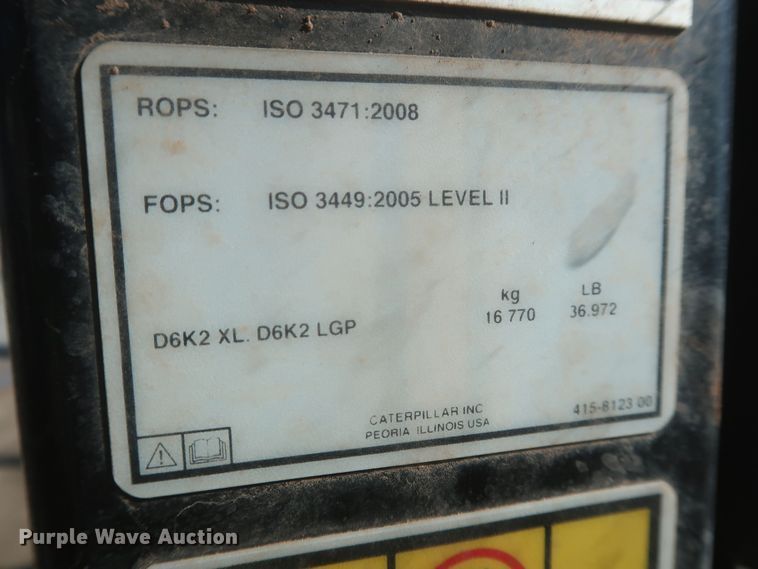 ROPS: ISO 3471:2008
FOPS: ISO 3449:2005 LEVEL II
kg LB
D6K2 XL. D6K2 LGP 16 770 36.972
CATERPILLAR INC
PEORIA ILLINOIS USA
415-8123 00
Purple Wave Auction